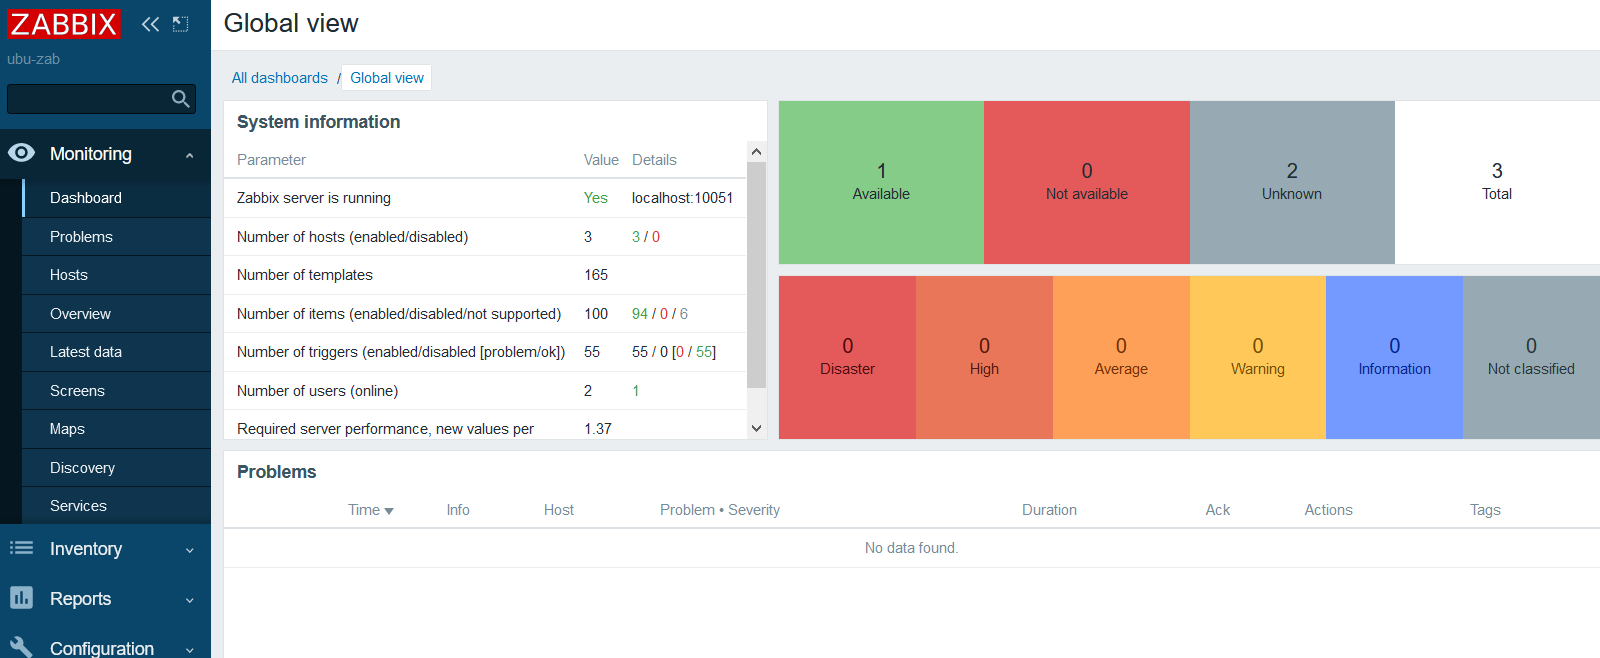 ZABBIX
ubu-zab
Monitoring
Dashboard
Problems
Hosts
Overview
Latest data
Screens
Maps
Discovery
Services
Inventory
Reports
Configuration
Global view
All dashboards / Global view
System information
Parameter Value Details
Zabbix server is running Yes localhost:10051
Number of hosts (enabled/disabled) 3 3 / 0
Number of templates 165
Number of items (enabled/disabled/not supported) 100 94 / 0 / 6
Number of triggers (enabled/disabled [problem/ok]) 55 55 / 0 [0 / 55]
Number of users (online) 2 1
Required server performance, new values per 1.37
1 0 2 3
Available Not available Unknown Total
0 0 0 0 0 0
Disaster High Average Warning Information Not classified
Problems
Time Info Host Problem • Severity Duration Ack Actions Tags
No data found.